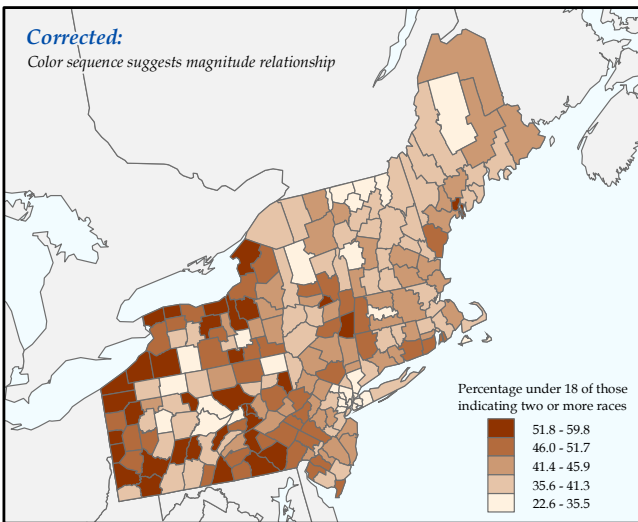 Corrected:
Color sequence suggests magnitude relationship
Percentage under 18 of those
indicating two or more races
51.8 - 59.8
46.0 - 51.7
41.4 - 45.9
35.6 - 41.3
22.6 - 35.5